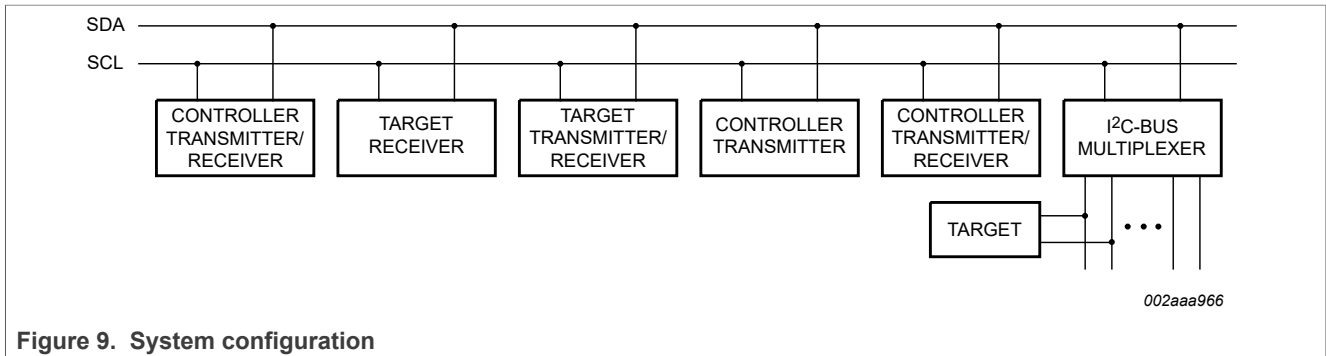 SDA
SCL
CONTROLLER
TRANSMITTER/
RECEIVER
TARGET
RECEIVER
TARGET
TRANSMITTER/
RECEIVER
CONTROLLER
TRANSMITTER
CONTROLLER
TRANSMITTER/
RECEIVER
I²C-BUS
MULTIPLEXER
TARGET
002aaa966
Figure 9. System configuration